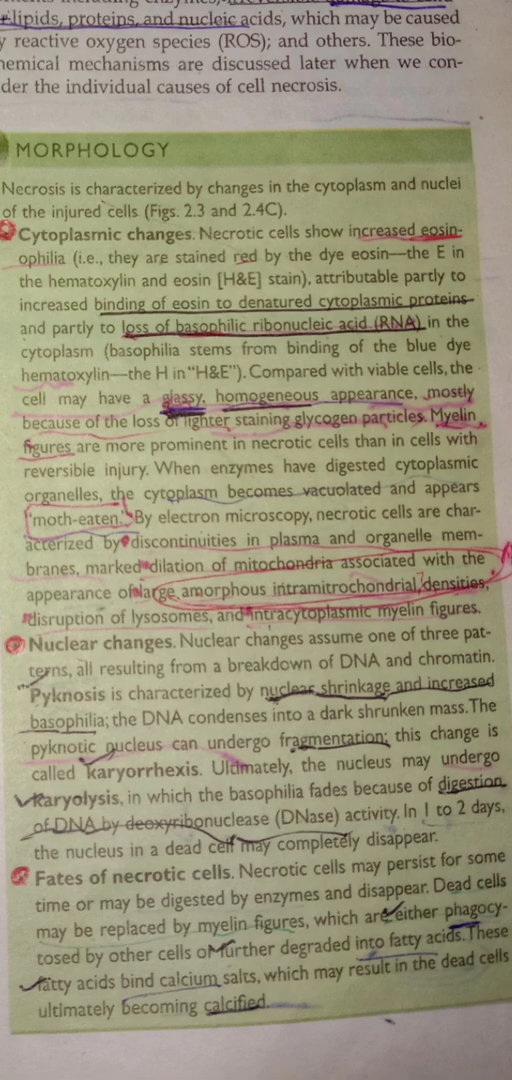 lipids, proteins, and nucleic acids, which may be caused
reactive oxygen species (ROS); and others. These bio-
hemical mechanisms are discussed later when we con-
der the individual causes of cell necrosis.
MORPHOLOGY
Necrosis is characterized by changes in the cytoplasm and nuclei
of the injured cells (Figs. 2.3 and 2.4C).
Cytoplasmic changes. Necrotic cells show increased eosin-
ophilia (i.e., they are stained red by the dye eosin—the E in
the hematoxylin and eosin [H&E] stain), attributable partly to
increased binding of eosin to denatured cytoplasmic proteins
and partly to loss of basophilic ribonucleic acid (RNA) in the
cytoplasm (basophilia stems from binding of the blue dye
hematoxylin—the H in "H&E"). Compared with viable cells, the
cell may have a glassy, homogeneous appearance, mostly
because of the loss of lighter staining glycogen particles. Myelin
figures are more prominent in necrotic cells than in cells with
reversible injury. When enzymes have digested cytoplasmic
organelles, the cytoplasm becomes vacuolated and appears
"moth-eaten." By electron microscopy, necrotic cells are char-
acterized by discontinuities in plasma and organelle mem-
branes, marked dilation of mitochondria associated with the
appearance of large amorphous intramitrochondrial densities,
disruption of lysosomes, and intracytoplasmic myelin figures.
Nuclear changes. Nuclear changes assume one of three pat-
terns, all resulting from a breakdown of DNA and chromatin.
Pyknosis is characterized by nuclear shrinkage and increased
basophilia; the DNA condenses into a dark shrunken mass. The
pyknotic nucleus can undergo fragmentation; this change is
called karyorrhexis. Ultimately, the nucleus may undergo
karyolysis, in which the basophilia fades because of digestion
of DNA by deoxyribonuclease (DNase) activity. In 1 to 2 days,
the nucleus in a dead cell may completely disappear.
Fates of necrotic cells. Necrotic cells may persist for some
time or may be digested by enzymes and disappear. Dead cells
may be replaced by myelin figures, which are either phagocy-
tosed by other cells or further degraded into fatty acids. These
fatty acids bind calcium salts, which may result in the dead cells
ultimately becoming calcified.